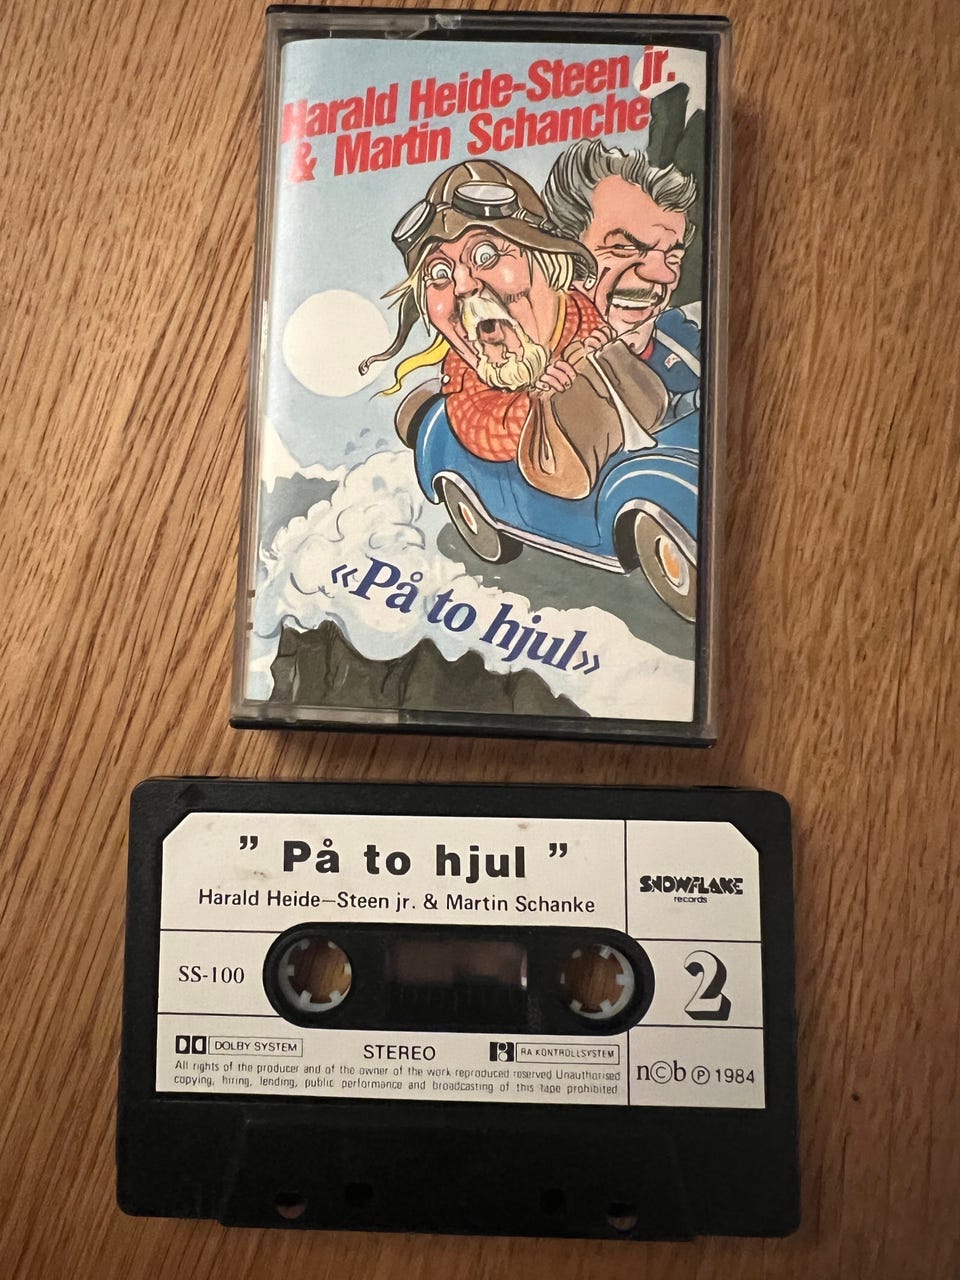 Harald Heide-Steen jr.
& Martin Schanche
«På to hjul»
" På to hjul "
Harald Heide-Steen jr. & Martin Schanke
SNOWFLAKE
records
SS-100
2
DOLBY SYSTEM
STEREO
RA KONTROLLSYSTEM
All rights of the producer and of the owner of the work reproduced reserved Unauthorised
copying, hiring, lending, public performance and broadcasting of this tape prohibited
n©b ℗ 1984